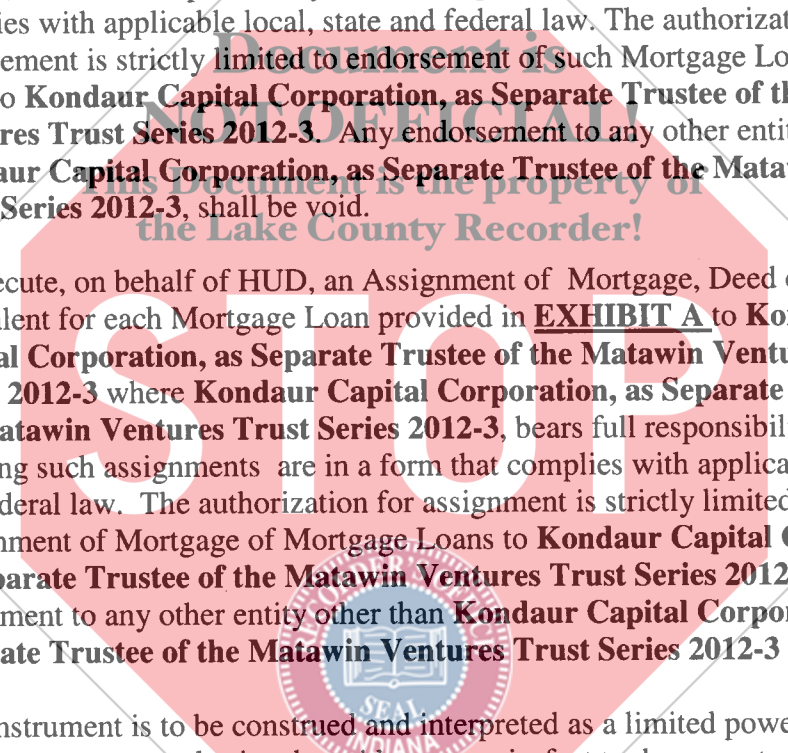 ies with applicable local, state and federal law. The authorizat
ement is strictly limited to endorsement of such Mortgage Lo
Document is
o Kondaur Capital Corporation, as Separate Trustee of th
NOT OFFICIAL!
res Trust Series 2012-3. Any endorsement to any other entit
aur Capital Corporation, as Separate Trustee of the Mataw
This Document is the property of
Series 2012-3, shall be void.
the Lake County Recorder!
ecute, on behalf of HUD, an Assignment of Mortgage, Deed o
lent for each Mortgage Loan provided in EXHIBIT A to Kon
al Corporation, as Separate Trustee of the Matawin Ventu
2012-3 where Kondaur Capital Corporation, as Separate
STOP
atawin Ventures Trust Series 2012-3, bears full responsibil
ng such assignments are in a form that complies with applica
deral law. The authorization for assignment is strictly limited
nment of Mortgage of Mortgage Loans to Kondaur Capital C
parate Trustee of the Matawin Ventures Trust Series 2012
ment to any other entity other than Kondaur Capital Corpor
ate Trustee of the Matawin Ventures Trust Series 2012-3
SEAL
INDIANA
nstrument is to be construed and interpreted as a limited powe